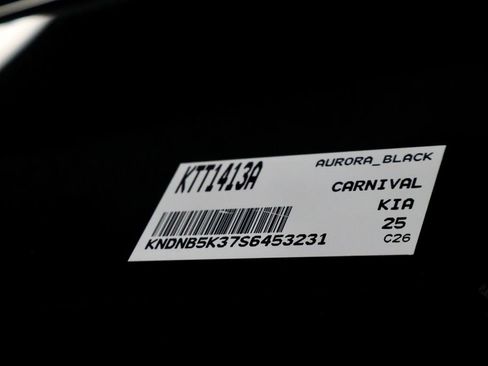 KTT1413A
AURORA_BLACK
CARNIVAL
KIA
25
C26
KNDNB5K37S6453231